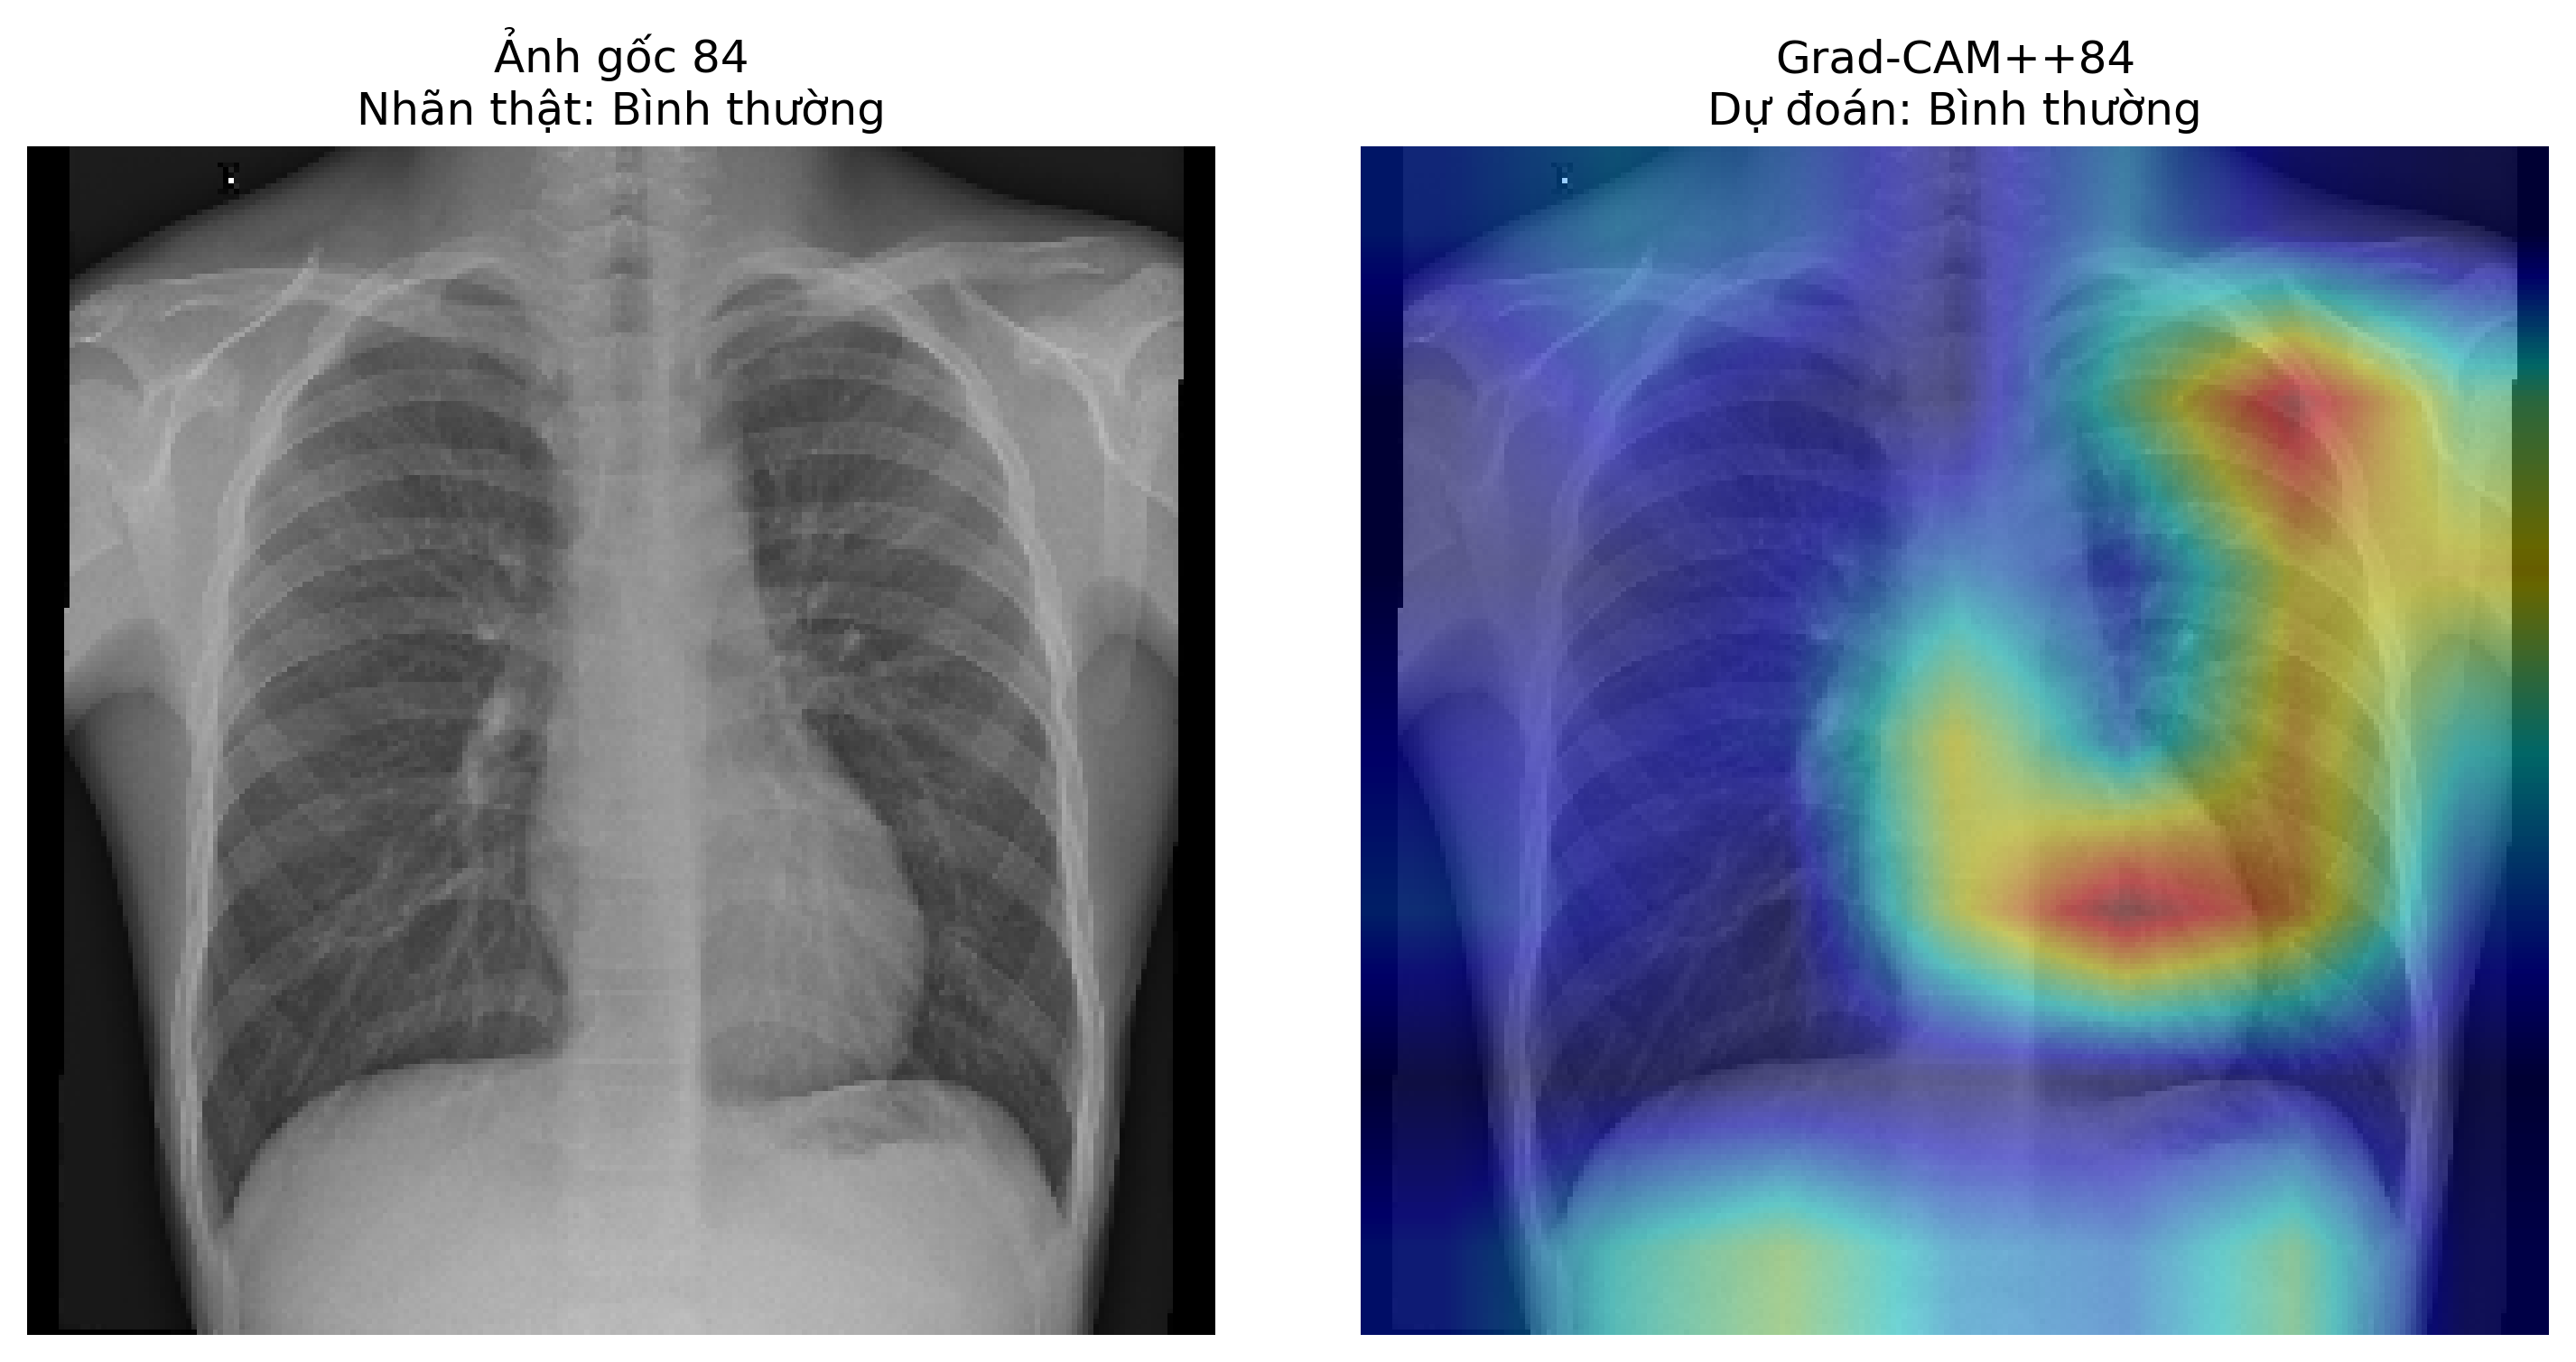 Ảnh gốc 84
Nhãn thật: Bình thường
Grad-CAM++84
Dự đoán: Bình thường